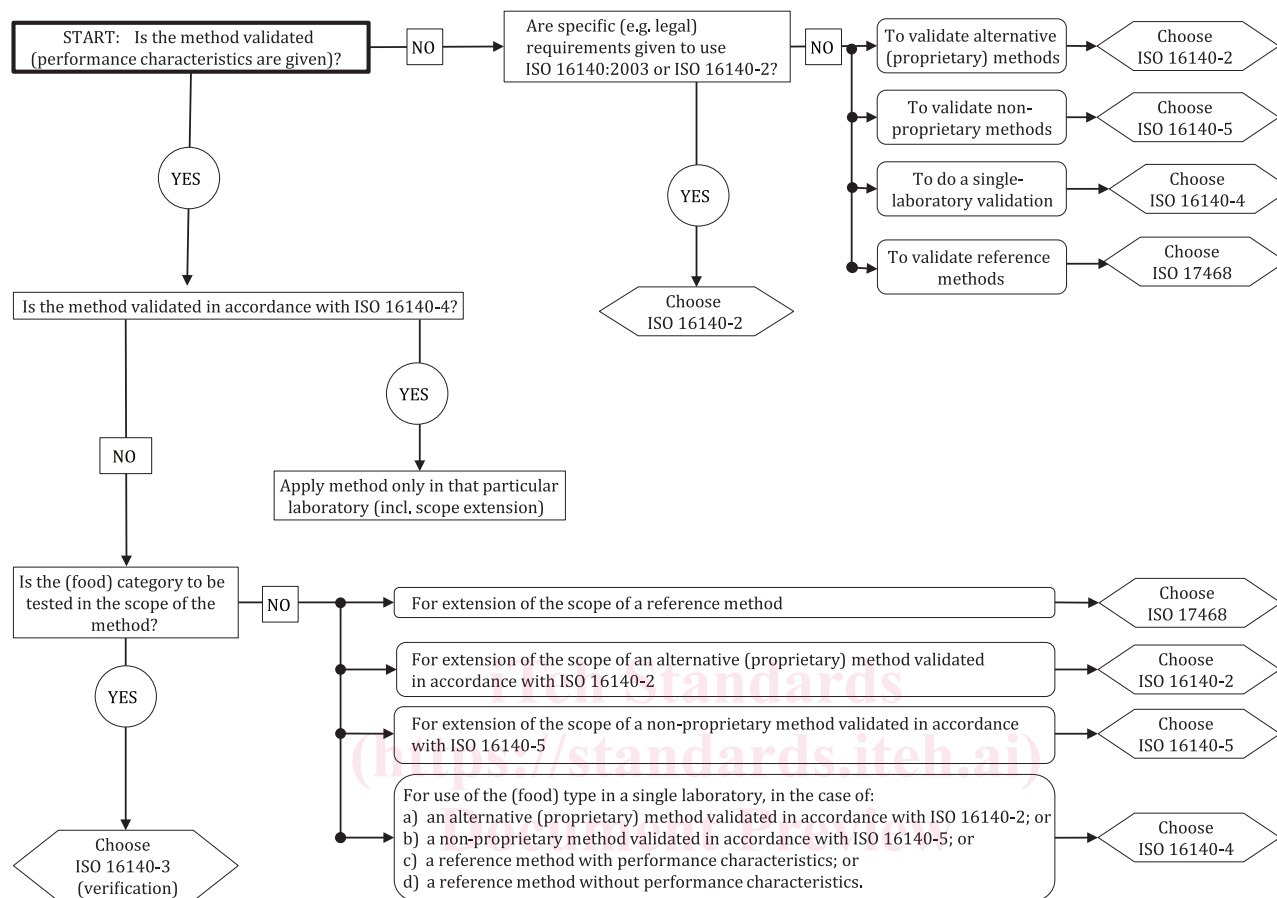 START: Is the method validated
(performance characteristics are given)?
NO
Are specific (e.g. legal)
requirements given to use
ISO 16140:2003 or ISO 16140-2?
NO
To validate alternative
(proprietary) methods
Choose
ISO 16140-2
To validate non-
proprietary methods
Choose
ISO 16140-5
To do a single-
laboratory validation
Choose
ISO 16140-4
To validate reference
methods
Choose
ISO 17468
YES
YES
Choose
ISO 16140-2
Is the method validated in accordance with ISO 16140-4?
YES
NO
Apply method only in that particular
laboratory (incl. scope extension)
Is the (food) category to be
tested in the scope of the
method?
NO
For extension of the scope of a reference method
Choose
ISO 17468
For extension of the scope of an alternative (proprietary) method validated
in accordance with ISO 16140-2
Choose
ISO 16140-2
For extension of the scope of a non-proprietary method validated in accordance
with ISO 16140-5
Choose
ISO 16140-5
For use of the (food) type in a single laboratory, in the case of:
a) an alternative (proprietary) method validated in accordance with ISO 16140-2; or
b) a non-proprietary method validated in accordance with ISO 16140-5; or
c) a reference method with performance characteristics; or
d) a reference method without performance characteristics.
Choose
ISO 16140-4
YES
Choose
ISO 16140-3
(verification)
iTeh Standards
(https://standards.iteh.ai)
Document Preview